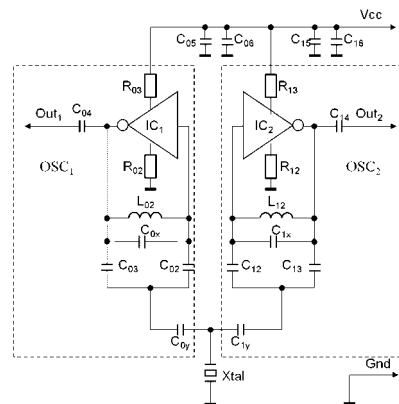 Vcc
C05 C06 C15 C16
R03 R13
Out1 C04 IC1 IC2 C14 Out2
OSC1 R02 R12 OSC2
L02 L12
C0x C1x
C03 C02 C12 C13
C0y C1y
Xtal Gnd